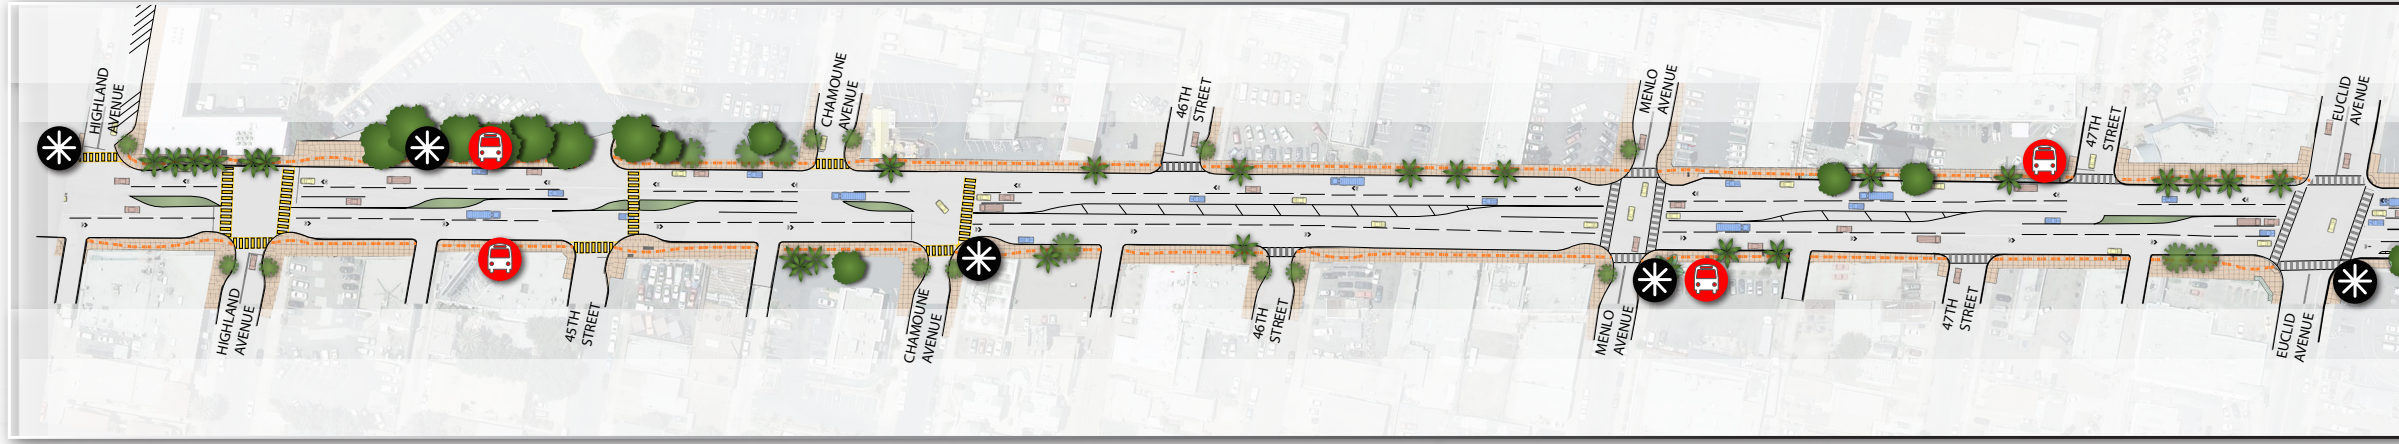 HIGHLAND
AVENUE
CHAMOUNE
AVENUE
46TH
STREET
MENLO
AVENUE
47TH
STREET
EUCLID
AVENUE
HIGHLAND
AVENUE
45TH
STREET
CHAMOUNE
AVENUE
46TH
STREET
MENLO
AVENUE
47TH
STREET
EUCLID
AVENUE